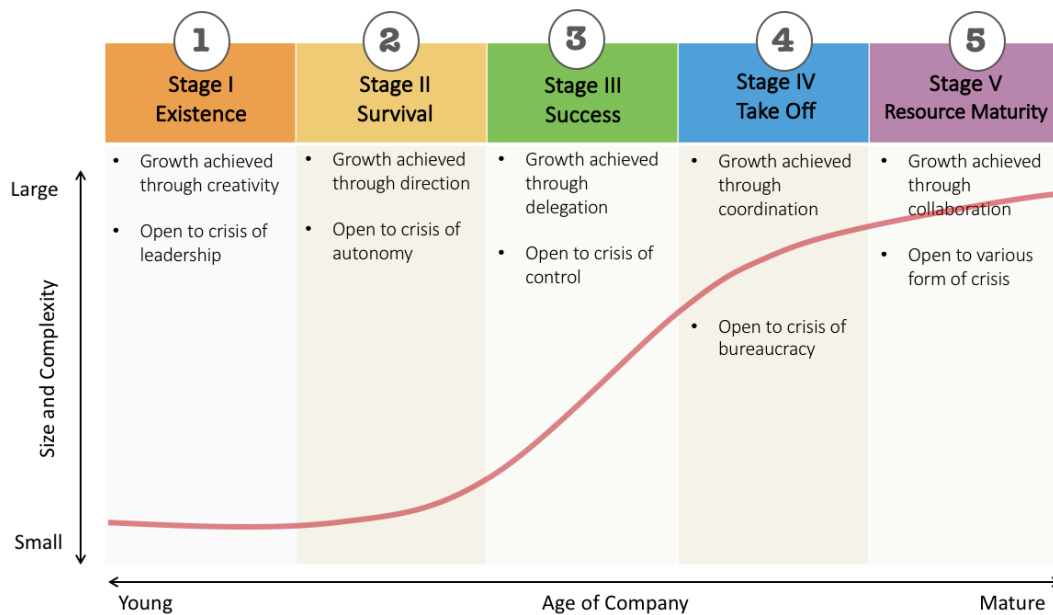 1
Stage I
Existence
2
Stage II
Survival
3
Stage III
Success
4
Stage IV
Take Off
5
Stage V
Resource Maturity
• Growth achieved
through creativity
• Open to crisis of
leadership
• Growth achieved
through direction
• Open to crisis of
autonomy
• Growth achieved
through
delegation
• Open to crisis of
control
• Growth achieved
through
coordination
• Open to crisis of
bureaucracy
• Growth achieved
through
collaboration
• Open to various
form of crisis
Large
Size and Complexity
Small
Young
Age of Company
Mature